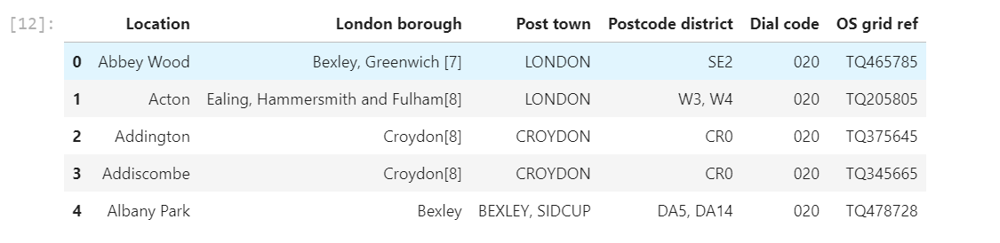 [12]: Location London borough Post town Postcode district Dial code OS grid ref
0 Abbey Wood Bexley, Greenwich [7] LONDON SE2 020 TQ465785
1 Acton Ealing, Hammersmith and Fulham[8] LONDON W3, W4 020 TQ205805
2 Addington Croydon[8] CROYDON CR0 020 TQ375645
3 Addiscombe Croydon[8] CROYDON CR0 020 TQ345665
4 Albany Park Bexley BEXLEY, SIDCUP DA5, DA14 020 TQ478728